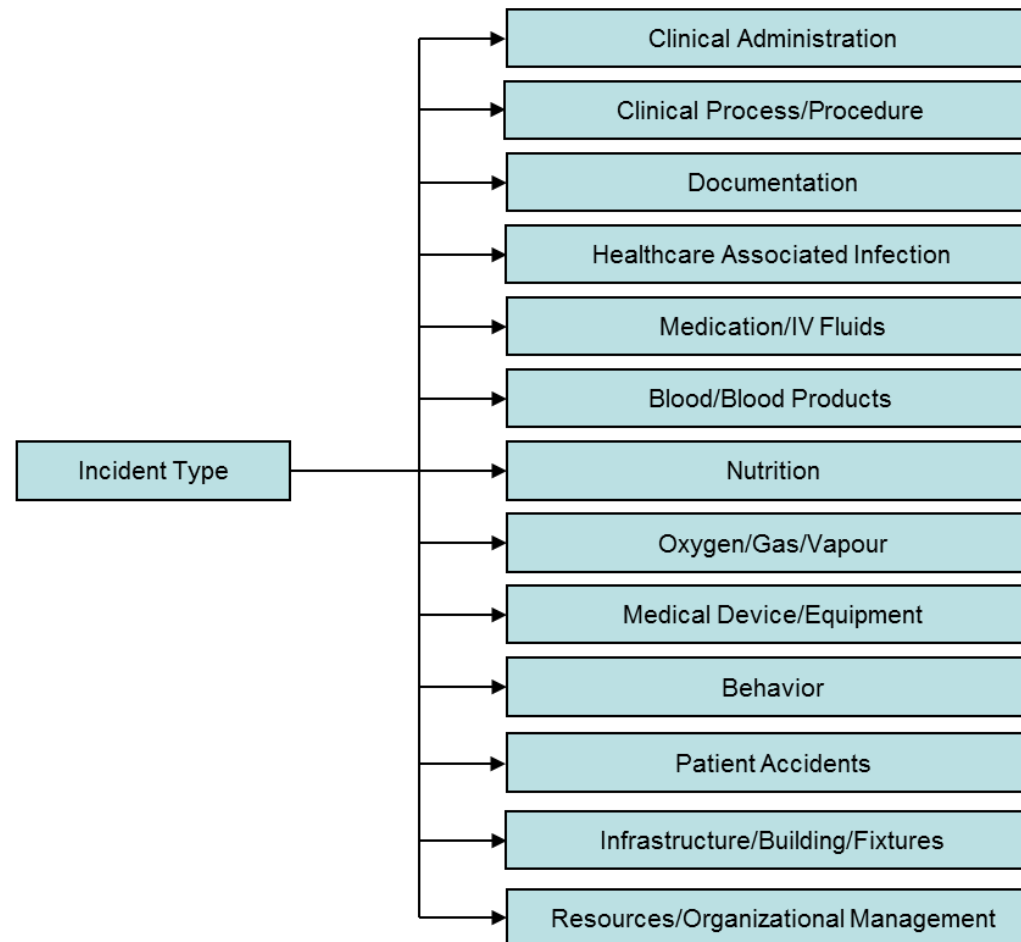 Clinical Administration
Clinical Process/Procedure
Documentation
Healthcare Associated Infection
Medication/IV Fluids
Blood/Blood Products
Incident Type
Nutrition
Oxygen/Gas/Vapour
Medical Device/Equipment
Behavior
Patient Accidents
Infrastructure/Building/Fixtures
Resources/Organizational Management